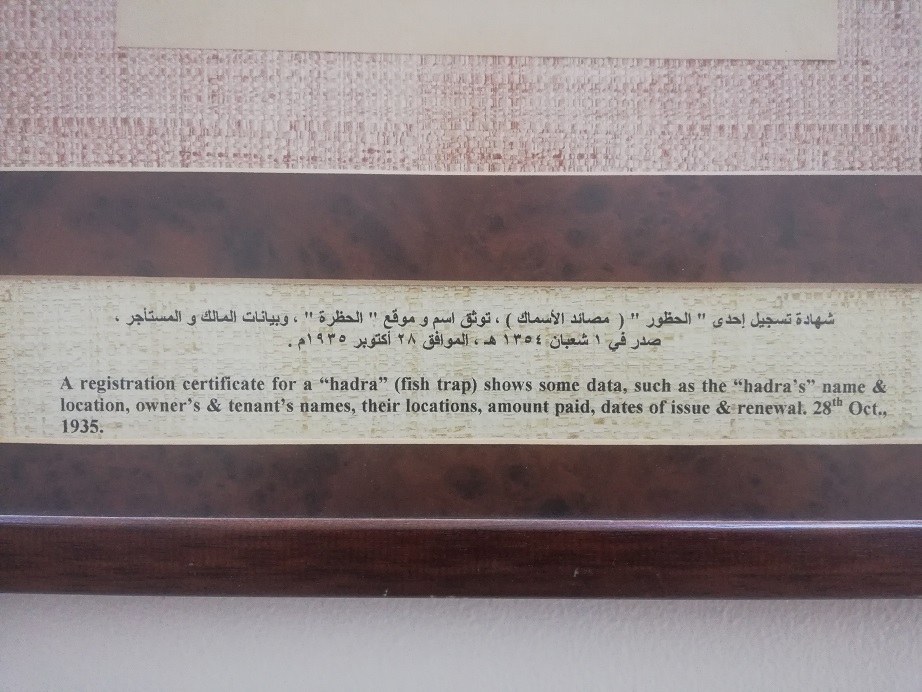 شهادة تسجيل إحدى " الحظور " ( مصائد الأسماك ) ، توثق اسم و موقع " الحظرة " ، وبيانات المالك و المستأجر ،
صدر في ١ شعبان ١٣٥٤ هـ ، الموافق ٢٨ أكتوبر ١٩٣٥م .
A registration certificate for a “hadra” (fish trap) shows some data, such as the “hadra’s” name &
location, owner’s & tenant’s names, their locations, amount paid, dates of issue & renewal. 28th Oct.,
1935.